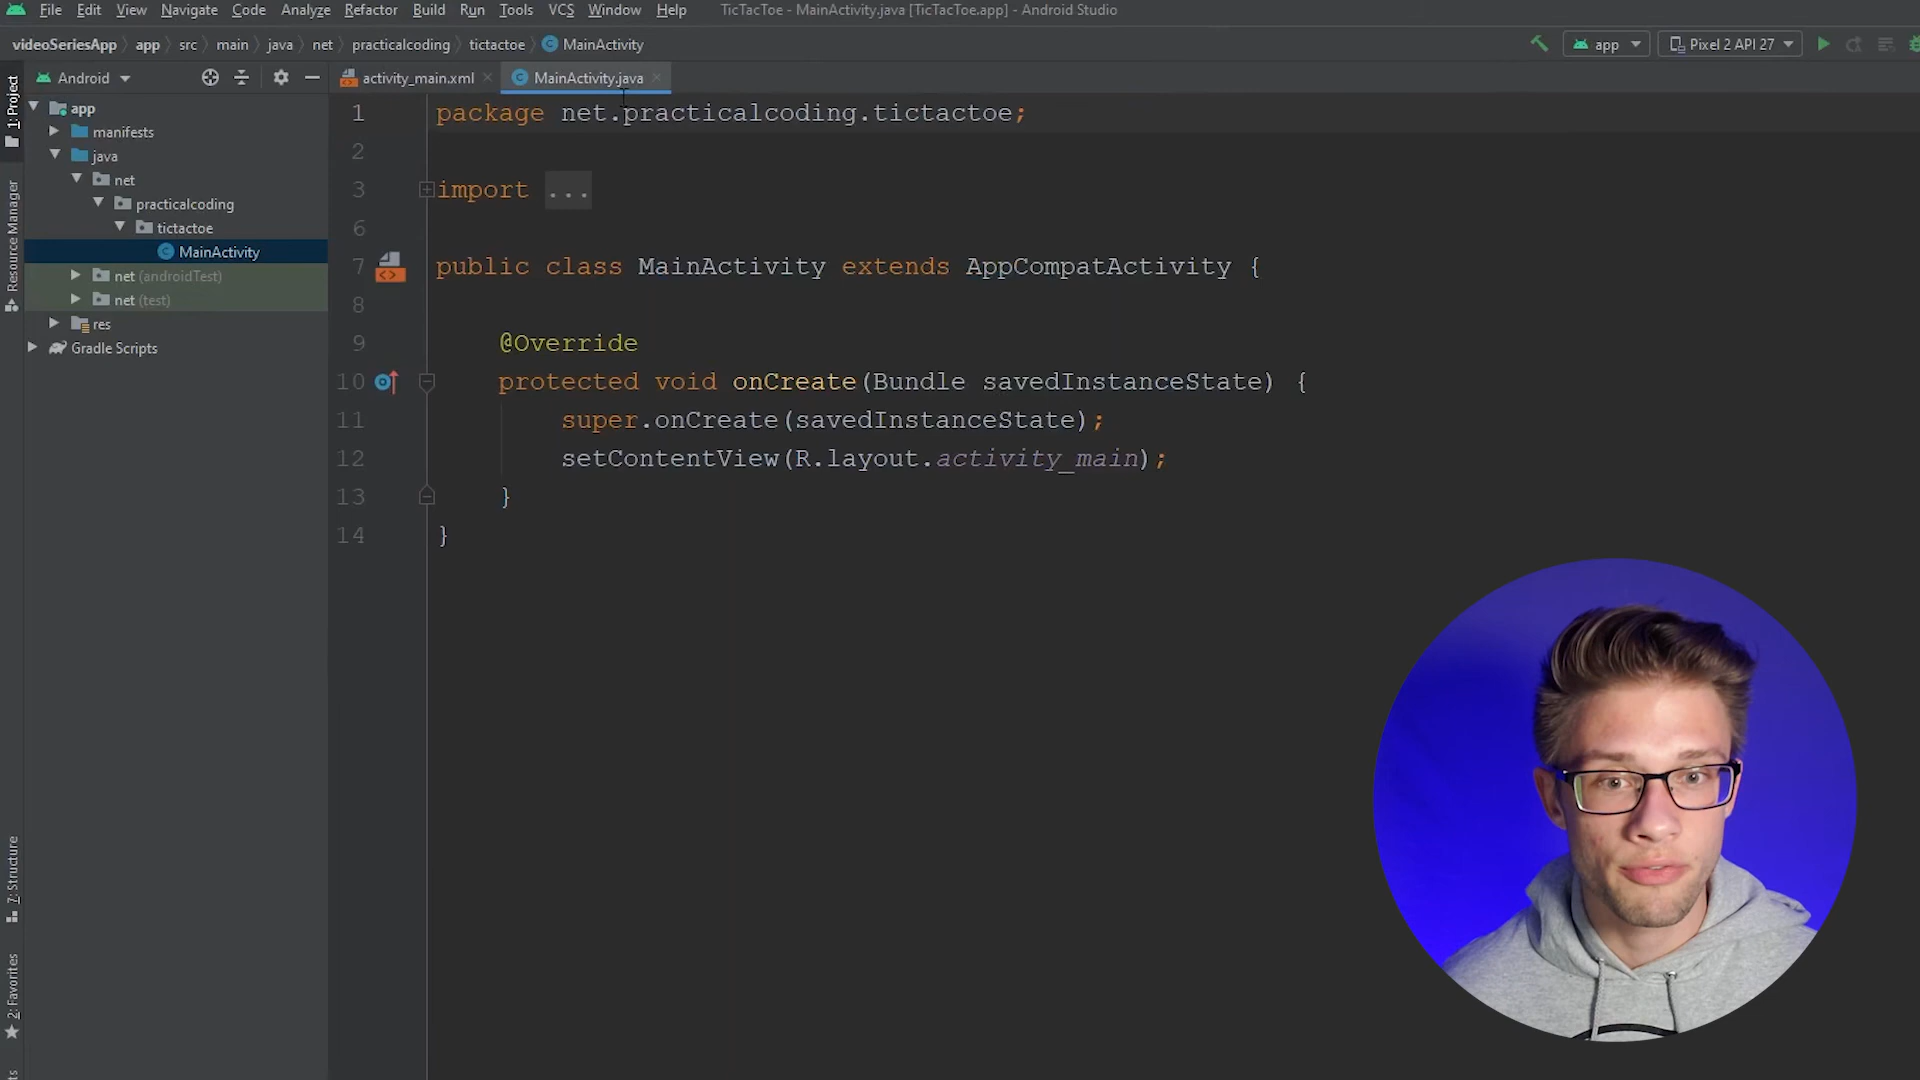 File Edit View Navigate Code Analyze Refactor Build Run Tools VCS Window Help TicTacToe - MainActivity.java [TicTacToe.app] - Android Studio
videoSeriesApp app src main java net practicalcoding tictactoe MainActivity app Pixel 2 API 27
Android activity_main.xml MainActivity.java
1: Project
Resource Manager
7: Structure
2: Favorites
app
manifests
java
net
practicalcoding
tictactoe
MainActivity
net (androidTest)
net (test)
res
Gradle Scripts
1 package net.practicalcoding.tictactoe;
2
3 import ...
6
7 public class MainActivity extends AppCompatActivity {
8
9 @Override
10 protected void onCreate(Bundle savedInstanceState) {
11 super.onCreate(savedInstanceState);
12 setContentView(R.layout.activity_main);
13 }
14 }